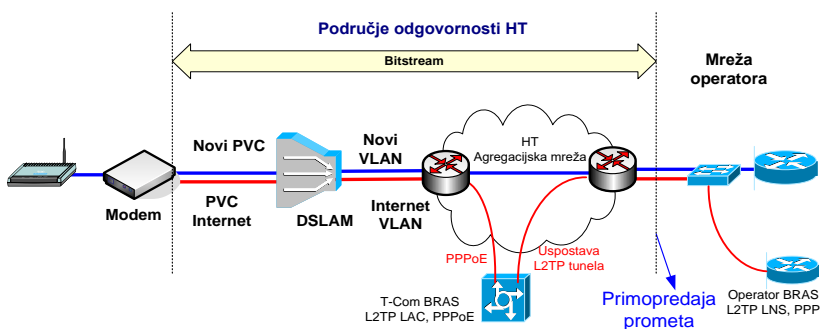 Područje odgovornosti HT
Bitstream
Mreža
operatora
Novi PVC
Novi
VLAN
HT
Agregacijska mreža
Modem
PVC
Internet
DSLAM
Internet
VLAN
PPPoE
Uspostava
L2TP tunela
T-Com BRAS
L2TP LAC, PPPoE
Primopredaja
prometa
Operator BRAS
L2TP LNS, PPP